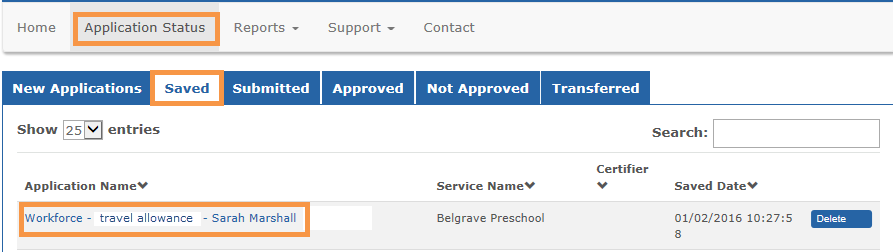 Home Application Status Reports Support Contact
New Applications Saved Submitted Approved Not Approved Transferred
Show 25 entries Search:
Application Name Service Name Certifier Saved Date
Workforce - travel allowance - Sarah Marshall Belgrave Preschool 01/02/2016 10:27:5 Delete
8